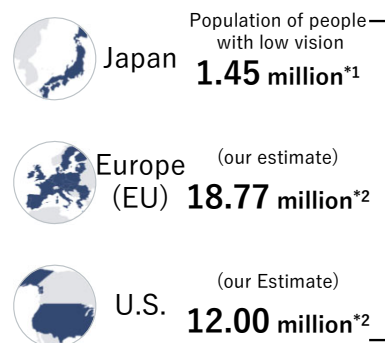 Japan
Population of people
with low vision
1.45 million*1
Europe
(EU)
(our estimate)
18.77 million*2
U.S.
(our Estimate)
12.00 million*2